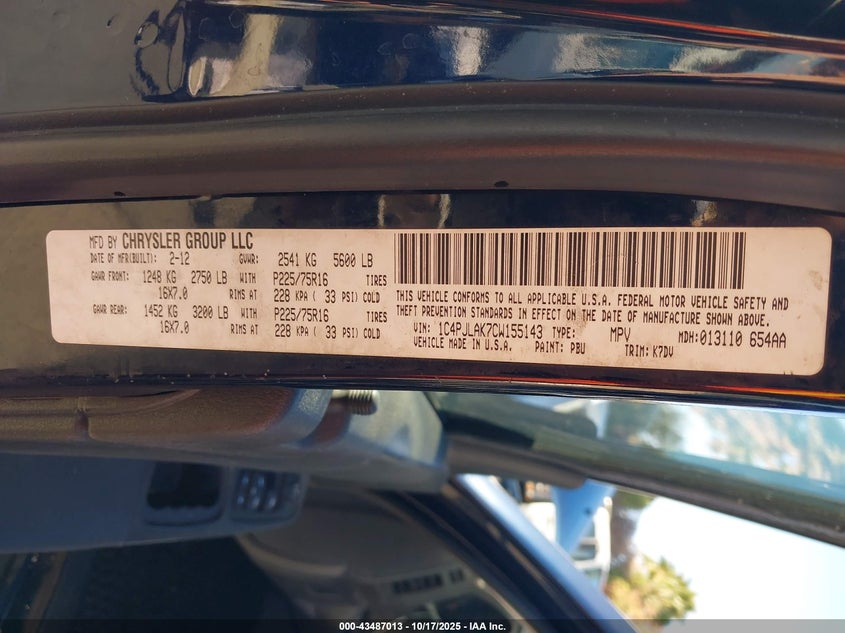 MFD BY CHRYSLER GROUP LLC
DATE OF MFR(BUILT): 2-12 GVWR: 2541 KG 5600 LB
GAWR FRONT: 1248 KG 2750 LB WITH P225/75R16 TIRES
16X7.0 RIMS AT 228 KPA ( 33 PSI) COLD
GAWR REAR: 1452 KG 3200 LB WITH P225/75R16 TIRES
16X7.0 RIMS AT 228 KPA ( 33 PSI) COLD
THIS VEHICLE CONFORMS TO ALL APPLICABLE U.S.A. FEDERAL MOTOR VEHICLE SAFETY AND
THEFT PREVENTION STANDARDS IN EFFECT ON THE DATE OF MANUFACTURE SHOWN ABOVE.
VIN: 1C4PJLAK7CW155143 TYPE: MPV MDH: 013110 654AA
VEHICLE MADE IN U.S.A. PAINT: PBU TRIM: K7DV
000-43487013 | 10/17/2025 - IAA Inc.